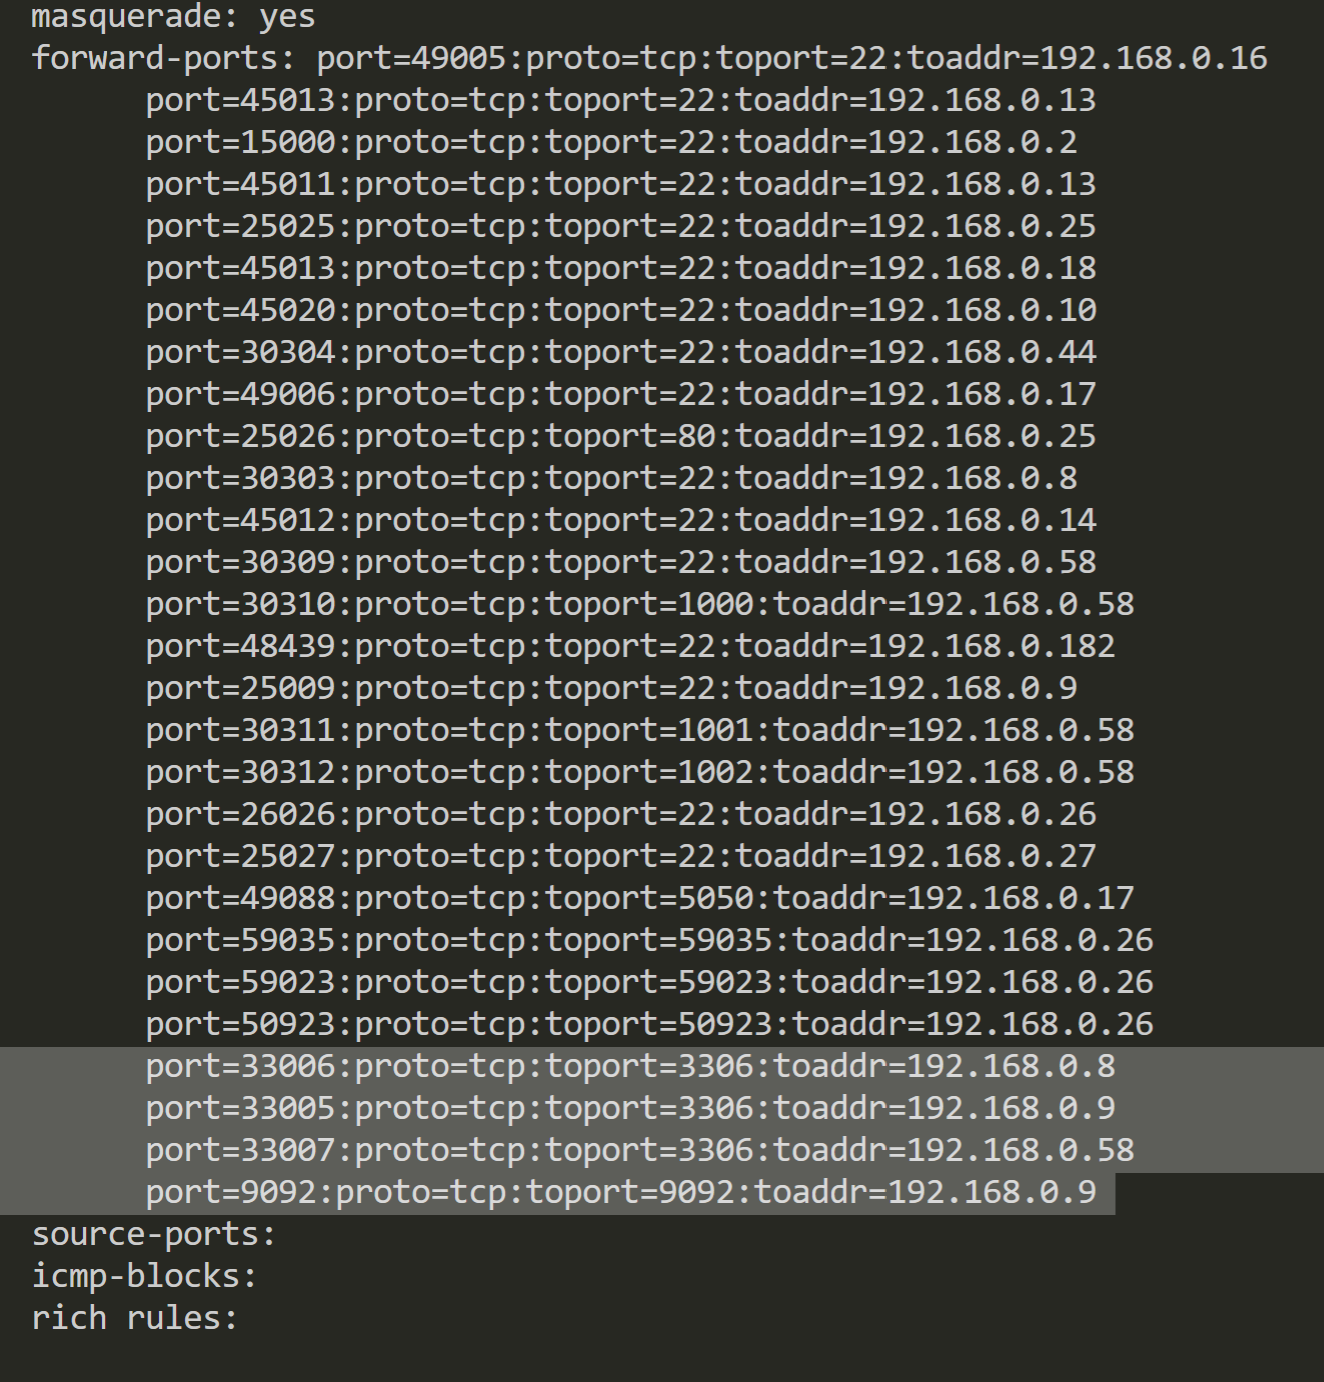 masquerade: yes
forward-ports: port=49005:proto=tcp:toport=22:toaddr=192.168.0.16
port=45013:proto=tcp:toport=22:toaddr=192.168.0.13
port=15000:proto=tcp:toport=22:toaddr=192.168.0.2
port=45011:proto=tcp:toport=22:toaddr=192.168.0.13
port=25025:proto=tcp:toport=22:toaddr=192.168.0.25
port=45013:proto=tcp:toport=22:toaddr=192.168.0.18
port=45020:proto=tcp:toport=22:toaddr=192.168.0.10
port=30304:proto=tcp:toport=22:toaddr=192.168.0.44
port=49006:proto=tcp:toport=22:toaddr=192.168.0.17
port=25026:proto=tcp:toport=80:toaddr=192.168.0.25
port=30303:proto=tcp:toport=22:toaddr=192.168.0.8
port=45012:proto=tcp:toport=22:toaddr=192.168.0.14
port=30309:proto=tcp:toport=22:toaddr=192.168.0.58
port=30310:proto=tcp:toport=1000:toaddr=192.168.0.58
port=48439:proto=tcp:toport=22:toaddr=192.168.0.182
port=25009:proto=tcp:toport=22:toaddr=192.168.0.9
port=30311:proto=tcp:toport=1001:toaddr=192.168.0.58
port=30312:proto=tcp:toport=1002:toaddr=192.168.0.58
port=26026:proto=tcp:toport=22:toaddr=192.168.0.26
port=25027:proto=tcp:toport=22:toaddr=192.168.0.27
port=49088:proto=tcp:toport=5050:toaddr=192.168.0.17
port=59035:proto=tcp:toport=59035:toaddr=192.168.0.26
port=59023:proto=tcp:toport=59023:toaddr=192.168.0.26
port=50923:proto=tcp:toport=50923:toaddr=192.168.0.26
port=33006:proto=tcp:toport=3306:toaddr=192.168.0.8
port=33005:proto=tcp:toport=3306:toaddr=192.168.0.9
port=33007:proto=tcp:toport=3306:toaddr=192.168.0.58
port=9092:proto=tcp:toport=9092:toaddr=192.168.0.9
source-ports:
icmp-blocks:
rich rules: